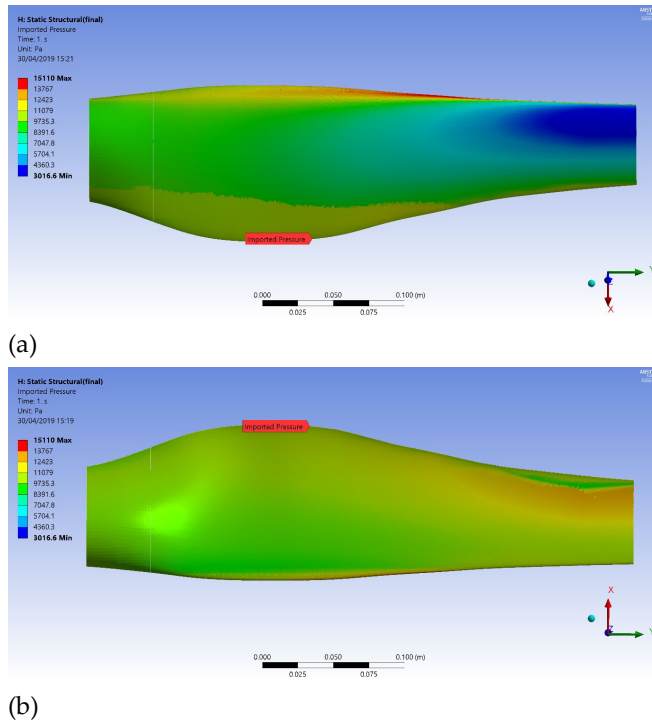 H: Static Structural(final)
Imported Pressure
Time: 1. s
Unit: Pa
30/04/2019 15:21
15110 Max
13767
12423
11079
9735.3
8391.6
7047.8
5704.1
4360.3
3016.6 Min
ANSY
Imported Pressure
0.000 0.050 0.100 (m)
0.025 0.075
Y
Z
X
(a)
H: Static Structural(final)
Imported Pressure
Time: 1. s
Unit: Pa
30/04/2019 15:19
15110 Max
13767
12423
11079
9735.3
8391.6
7047.8
5704.1
4360.3
3016.6 Min
ANSY
Imported Pressure
0.000 0.050 0.100 (m)
0.025 0.075
X
Z
Y
(b)